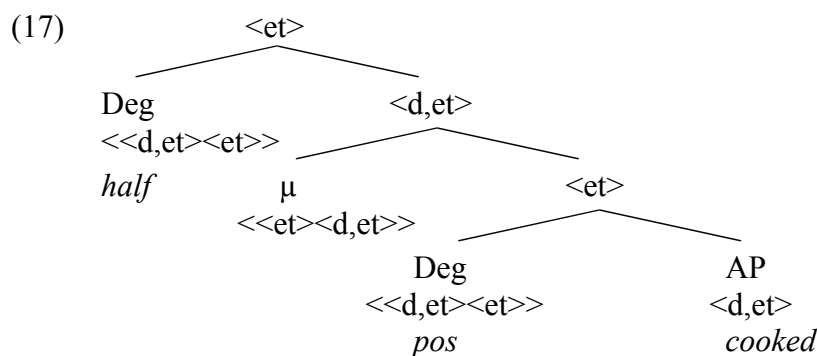 (17) <et>
Deg <d,et>
<<d,et><et>>
half μ <et>
<<et><d,et>>
Deg AP
<<d,et><et>> <d,et>
pos cooked